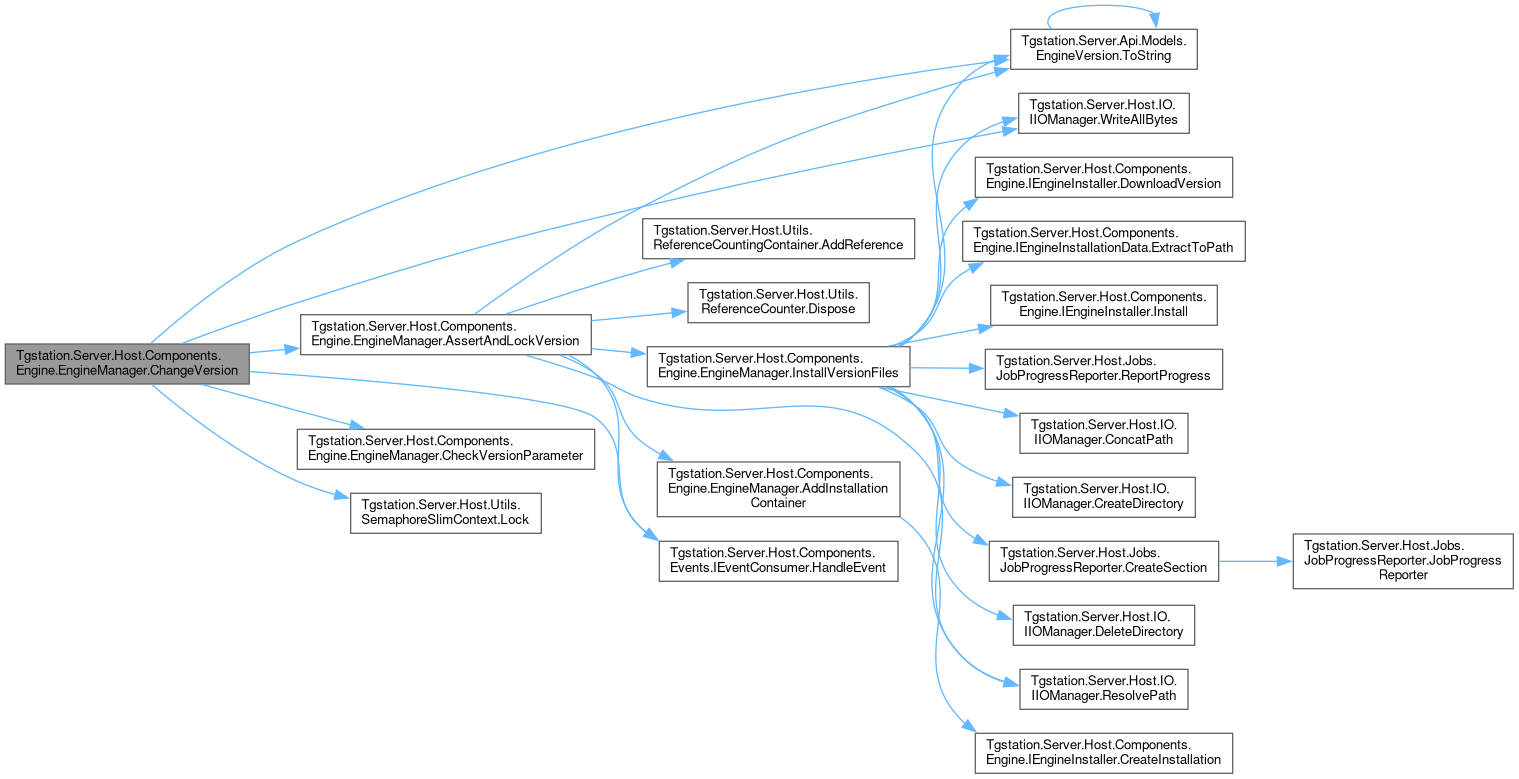 Tgstation.Server.Api.Models.
EngineVersion.ToString
Tgstation.Server.Host.IO.
IIOManager.WriteAllBytes
Tgstation.Server.Host.Components.
Engine.IEngineInstaller.DownloadVersion
Tgstation.Server.Host.Utils.
ReferenceCountingContainer.AddReference
Tgstation.Server.Host.Components.
Engine.IEngineInstallationData.ExtractToPath
Tgstation.Server.Host.Utils.
ReferenceCounter.Dispose
Tgstation.Server.Host.Components.
Engine.IEngineInstaller.Install
Tgstation.Server.Host.Components.
Engine.EngineManager.ChangeVersion
Tgstation.Server.Host.Components.
Engine.EngineManager.AssertAndLockVersion
Tgstation.Server.Host.Components.
Engine.EngineManager.InstallVersionFiles
Tgstation.Server.Host.Jobs.
JobProgressReporter.ReportProgress
Tgstation.Server.Host.IO.
IIOManager.ConcatPath
Tgstation.Server.Host.Components.
Engine.EngineManager.CheckVersionParameter
Tgstation.Server.Host.Components.
Engine.EngineManager.AddInstallation
Container
Tgstation.Server.Host.IO.
IIOManager.CreateDirectory
Tgstation.Server.Host.Utils.
SemaphoreSlimContext.Lock
Tgstation.Server.Host.Components.
Events.IEventConsumer.HandleEvent
Tgstation.Server.Host.Jobs.
JobProgressReporter.CreateSection
Tgstation.Server.Host.Jobs.
JobProgressReporter.JobProgress
Reporter
Tgstation.Server.Host.IO.
IIOManager.DeleteDirectory
Tgstation.Server.Host.IO.
IIOManager.ResolvePath
Tgstation.Server.Host.Components.
Engine.IEngineInstaller.CreateInstallation